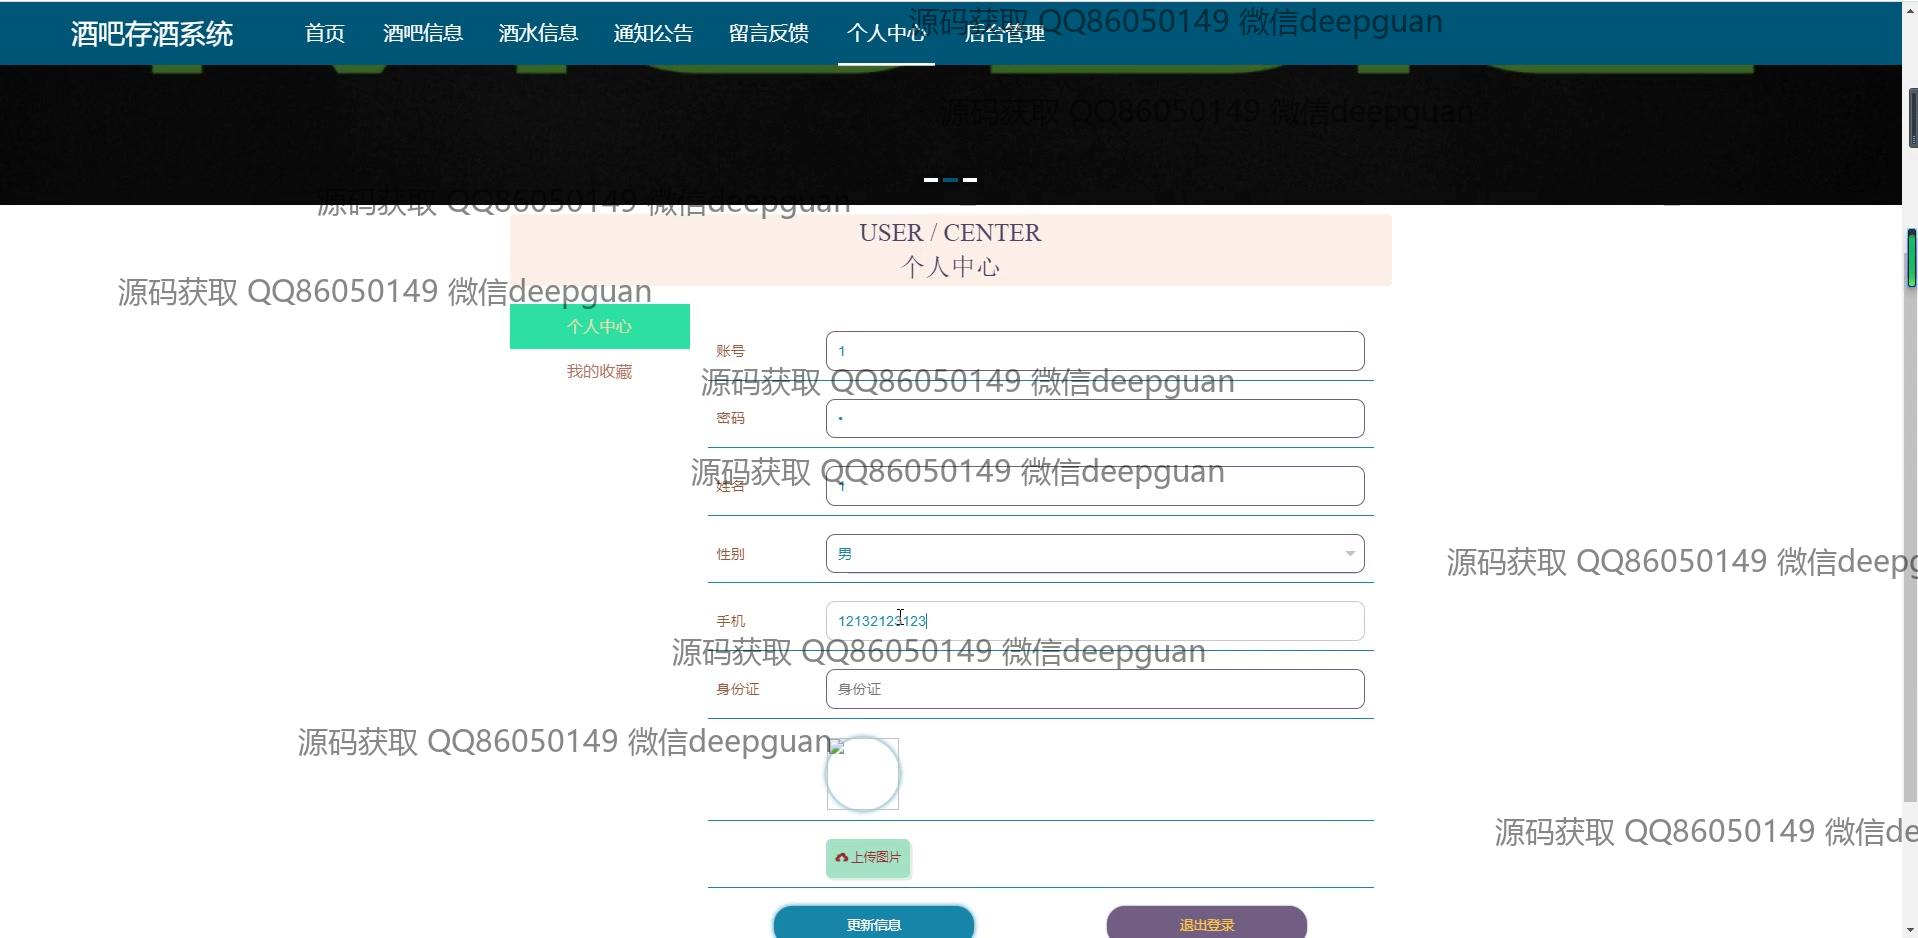 酒吧存酒系统 首页 酒吧信息 酒水信息 通知公告 留言反馈 个人中心 后台管理
源码获取 QQ86050149 微信deepguan
源码获取 QQ86050149 微信deepguan
源码获取 QQ86050149 微信deepguan
USER / CENTER
个人中心
源码获取 QQ86050149 微信deepguan
个人中心
我的收藏
账号 1
源码获取 QQ86050149 微信deepguan
密码 •
源码获取 QQ86050149 微信deepguan
姓名 1
性别 男
源码获取 QQ86050149 微信deepg
手机 12132123123
源码获取 QQ86050149 微信deepguan
身份证 身份证
源码获取 QQ86050149 微信deepguan
源码获取 QQ86050149 微信de
上传图片
更新信息 退出登录